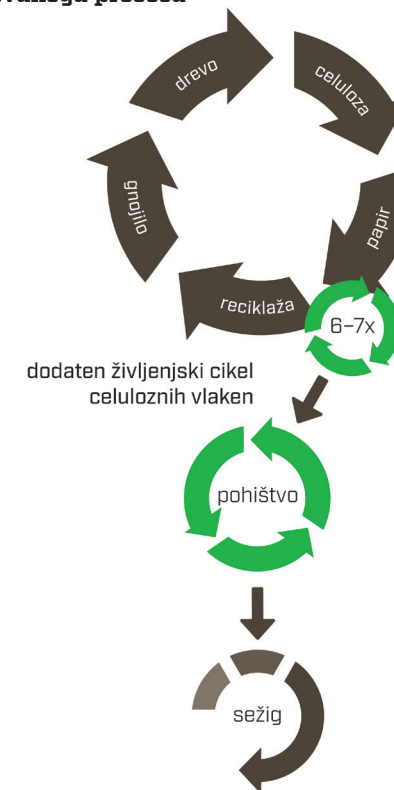 drevo
celuloza
papir
reciklaža
gnojilo
6–7x
dodaten življenjski cikel
celuloznih vlaken
pohištvo
sežig